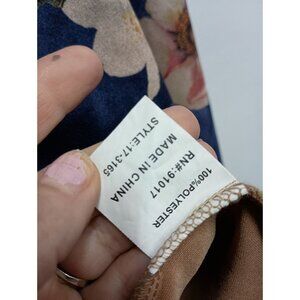 100%POLYESTER
RN#:91017
MADE IN CHINA
STYLE:17-3165